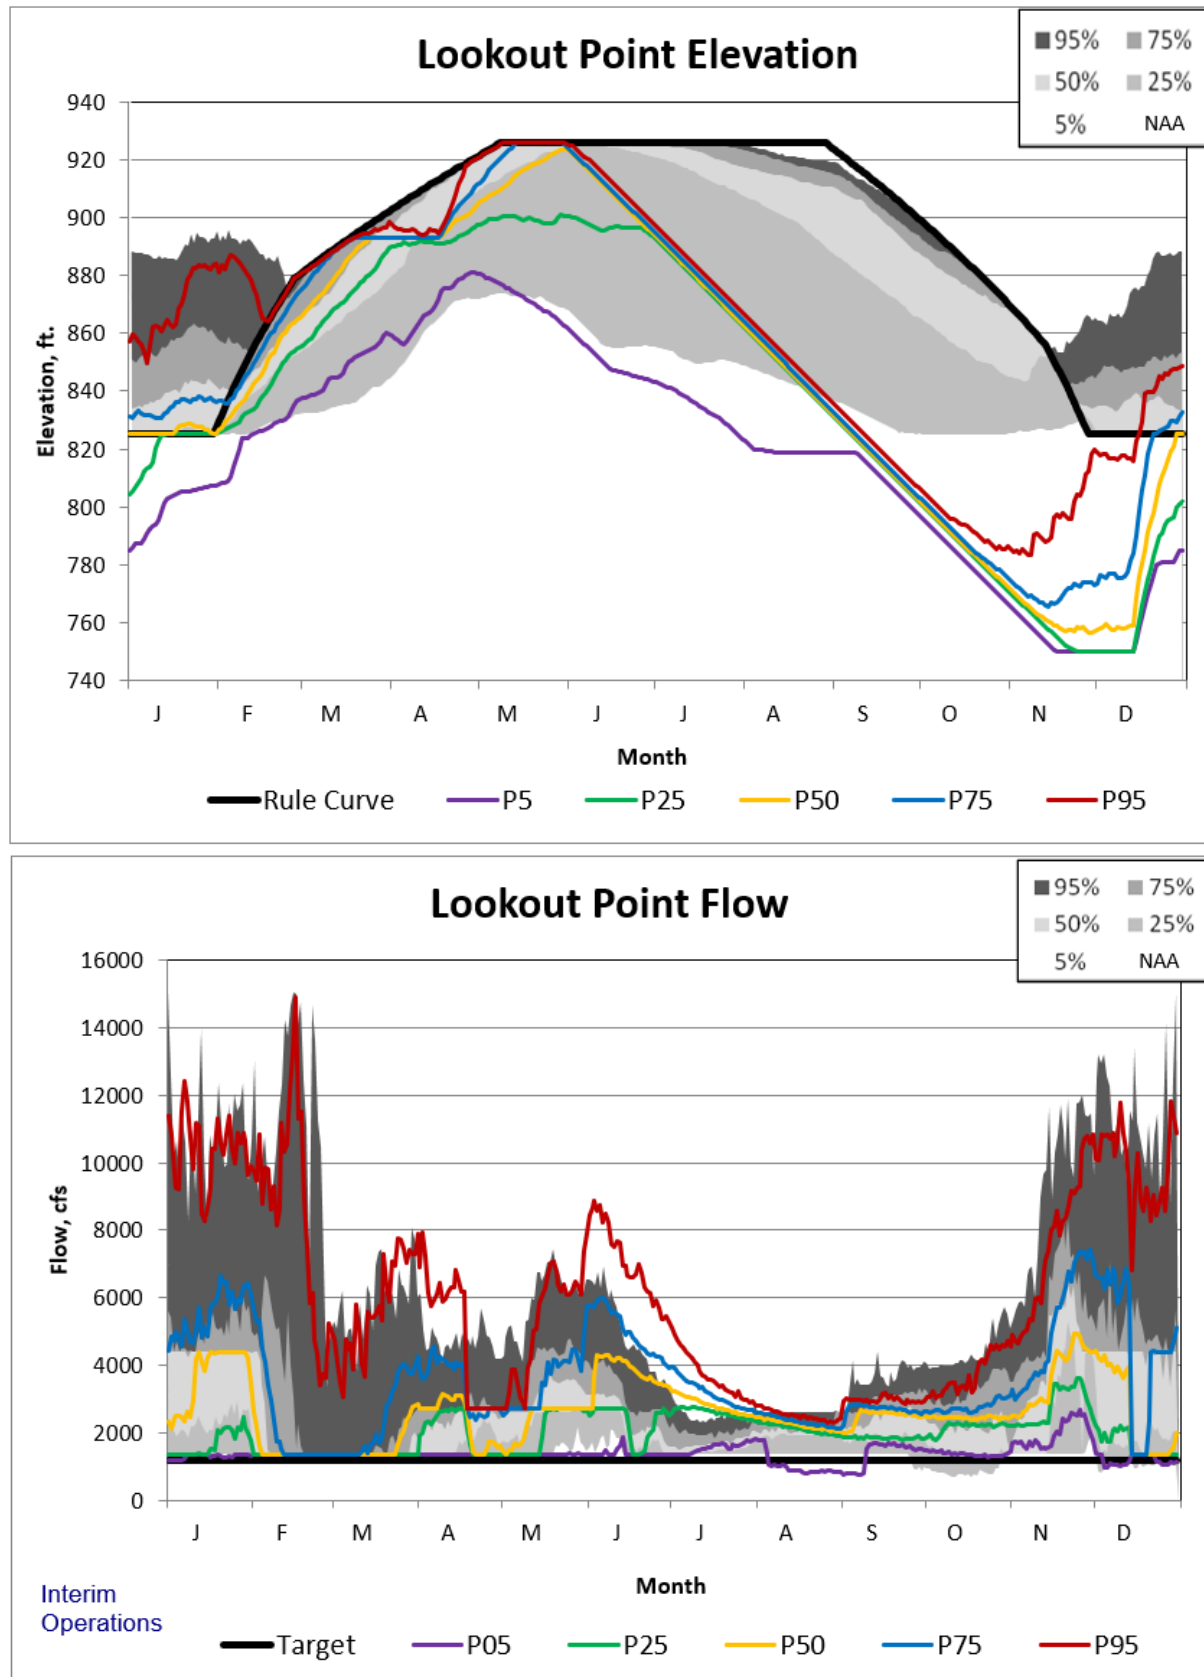 Lookout Point Elevation
95% 75%
50% 25%
5% NAA
940
920
900
880
860
840
820
800
780
760
740
Elevation, ft.
J F M A M J J A S O N D
Month
Rule Curve P5 P25 P50 P75 P95
Lookout Point Flow
95% 75%
50% 25%
5% NAA
16000
14000
12000
10000
8000
6000
4000
2000
0
Flow, cfs
J F M A M J J A S O N D
Month
Interim
Operations
Target P05 P25 P50 P75 P95